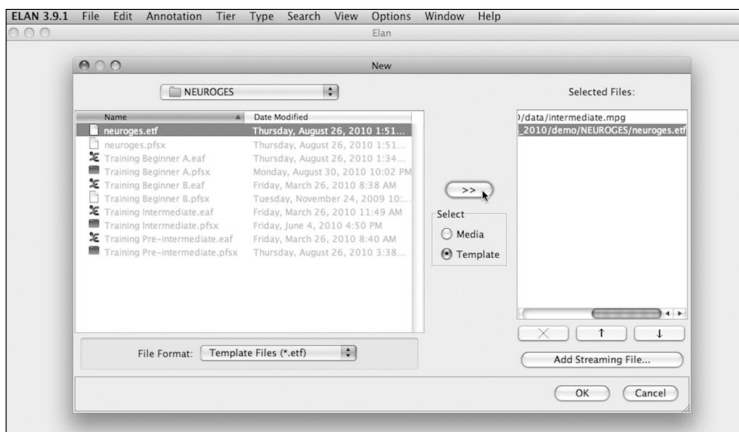 ELAN 3.9.1 File Edit Annotation Tier Type Search View Options Window Help
Elan
New
NEUROGES
Selected Files:
Name Date Modified
neuroges.etf Thursday, August 26, 2010 1:51...
neuroges.pfsx Thursday, August 26, 2010 1:51...
Training Beginner A.eaf Thursday, August 26, 2010 1:34...
Training Beginner A.pfsx Monday, August 30, 2010 10:02 PM
Training Beginner B.eaf Friday, March 26, 2010 8:38 AM
Training Beginner B.pfsx Tuesday, November 24, 2009 10:...
Training Intermediate.eaf Friday, March 26, 2010 11:49 AM
Training Intermediate.pfsx Friday, June 4, 2010 4:50 PM
Training Pre-intermediate.eaf Friday, March 26, 2010 8:40 AM
Training Pre-intermediate.pfsx Thursday, August 26, 2010 3:38...
>>
Select
Media
Template
)/data/intermediate.mpg
_2010/demo/NEUROGES/neuroges.etf
File Format: Template Files (*.etf)
X ↑ ↓
Add Streaming File...
OK Cancel